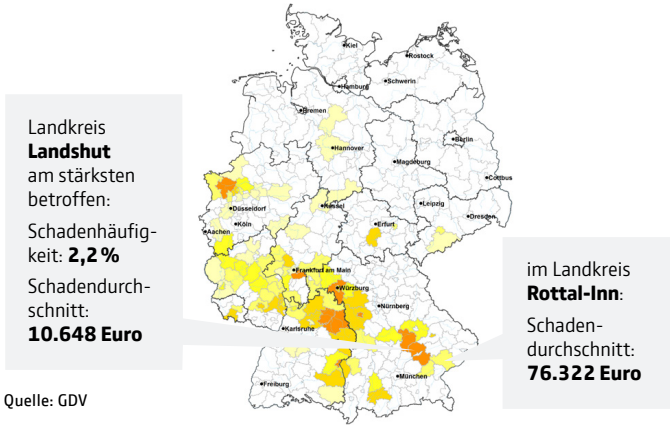 Kiel
Rostock
Hamburg
Schwerin
Bremen
Berlin
Hannover
Magdeburg
Cottbus
Düsseldorf
Kassel
Leipzig
Dresden
Köln
Erfurt
Aachen
Frankfurt am Main
Würzburg
Nürnberg
Karlsruhe
München
Freiburg
Landkreis
Landshut
am stärksten
betroffen:
Schadenhäufig-
keit: 2,2 %
Schadendurch-
schnitt:
10.648 Euro
im Landkreis
Rottal-Inn:
Schaden-
durchschnitt:
76.322 Euro
Quelle: GDV